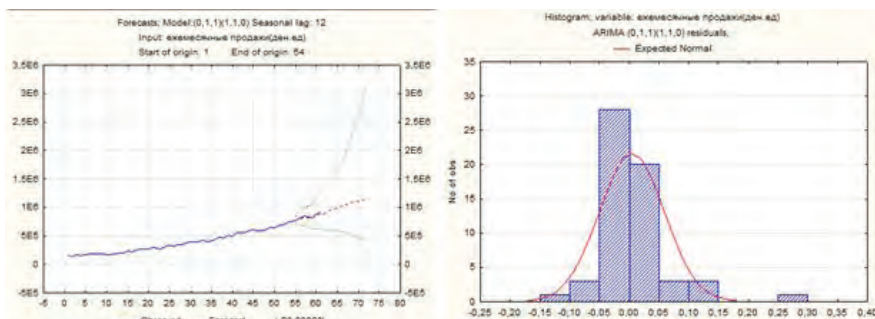 Forecasts; Model:(0,1,1)(1,1,0) Seasonal lag: 12
Input: ежемесячные продажи(ден.ед)
Start of origin: 1 End of origin: 54
3,5E6 3,5E6
3E6 3E6
2,5E6 2,5E6
2E6 2E6
1,5E6 1,5E6
1E6 1E6
5E5 5E5
0 0
-5E5 -5E5
-5 0 5 10 15 20 25 30 35 40 45 50 55 60 65 70 75 80
Histogram; variable: ежемесячные продажи(ден.ед)
ARIMA (0,1,1)(1,1,0) residuals;
Expected Normal
No of obs
35
30
25
20
15
10
5
0
-0,25 -0,20 -0,15 -0,10 -0,05 0,00 0,05 0,10 0,15 0,20 0,25 0,30 0,35 0,40